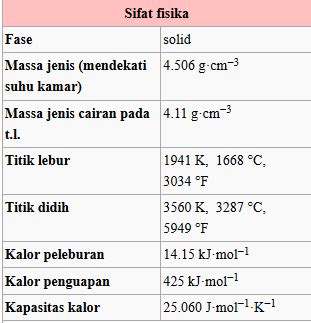 Sifat fisika
Fase solid
Massa jenis (mendekati 4.506 g·cm−3
suhu kamar)
Massa jenis cairan pada 4.11 g·cm−3
t.l.
Titik lebur 1941 K, 1668 °C,
3034 °F
Titik didih 3560 K, 3287 °C,
5949 °F
Kalor peleburan 14.15 kJ·mol−1
Kalor penguapan 425 kJ·mol−1
Kapasitas kalor 25.060 J·mol−1·K−1